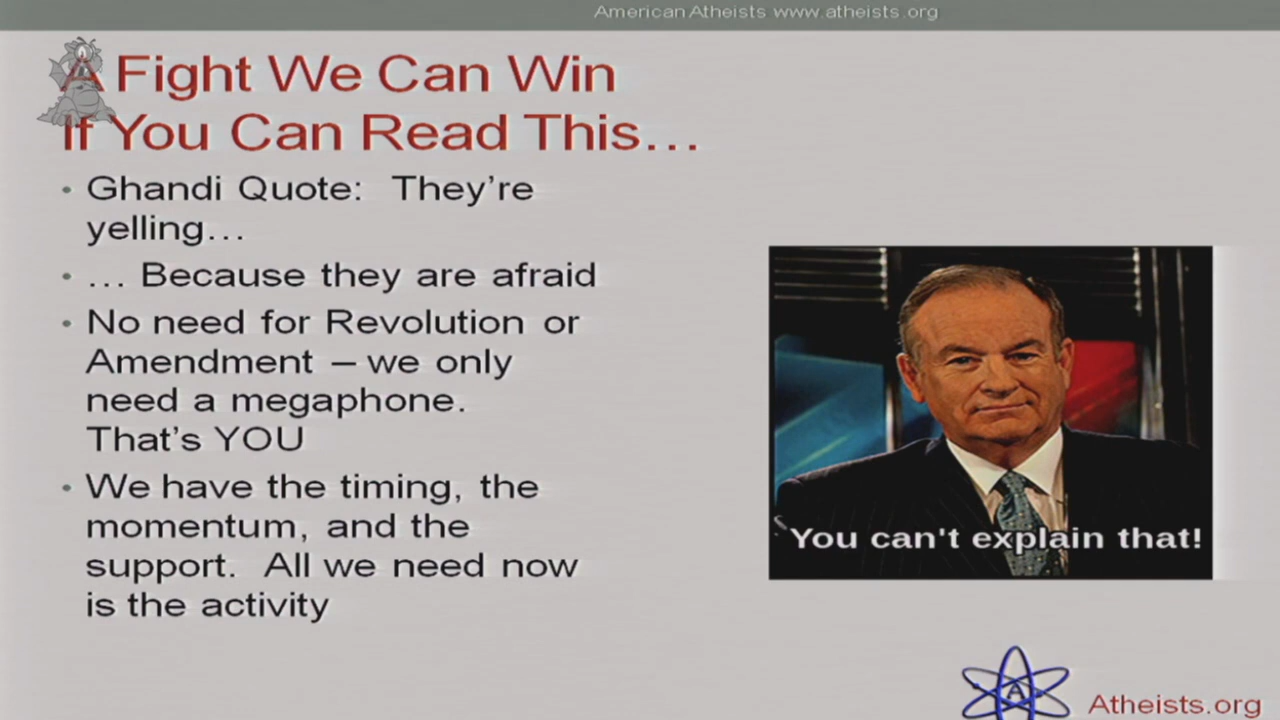 American Atheists www.atheists.org
A Fight We Can Win
If You Can Read This…
• Ghandi Quote: They’re
yelling…
• … Because they are afraid
• No need for Revolution or
Amendment – we only
need a megaphone.
That’s YOU
• We have the timing, the
momentum, and the
support. All we need now
is the activity
You can't explain that!
A
Atheists.org